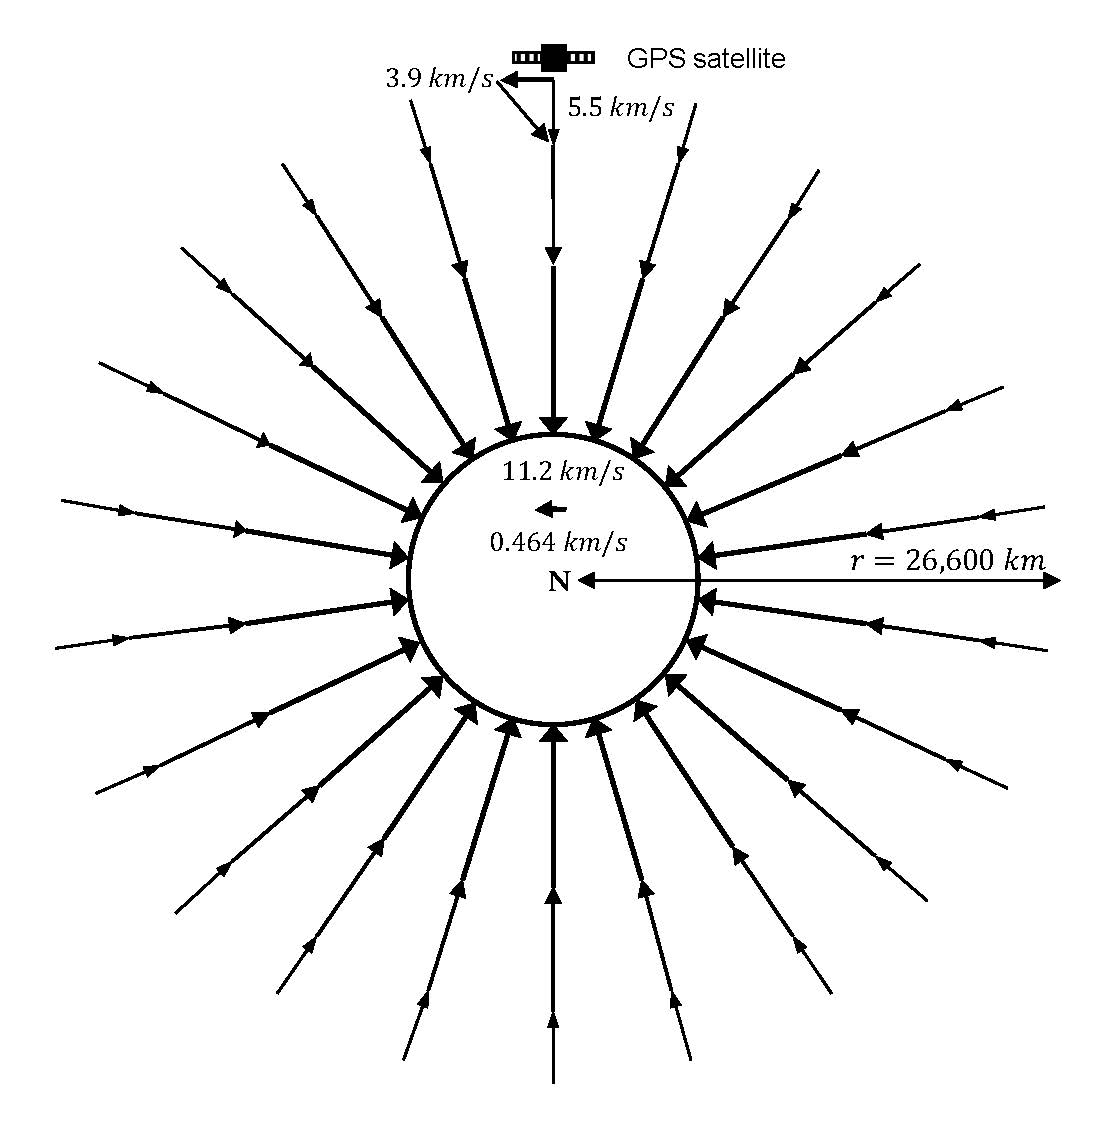 GPS satellite
3.9 km/s
5.5 km/s
11.2 km/s
0.464 km/s
r = 26,600 km
N